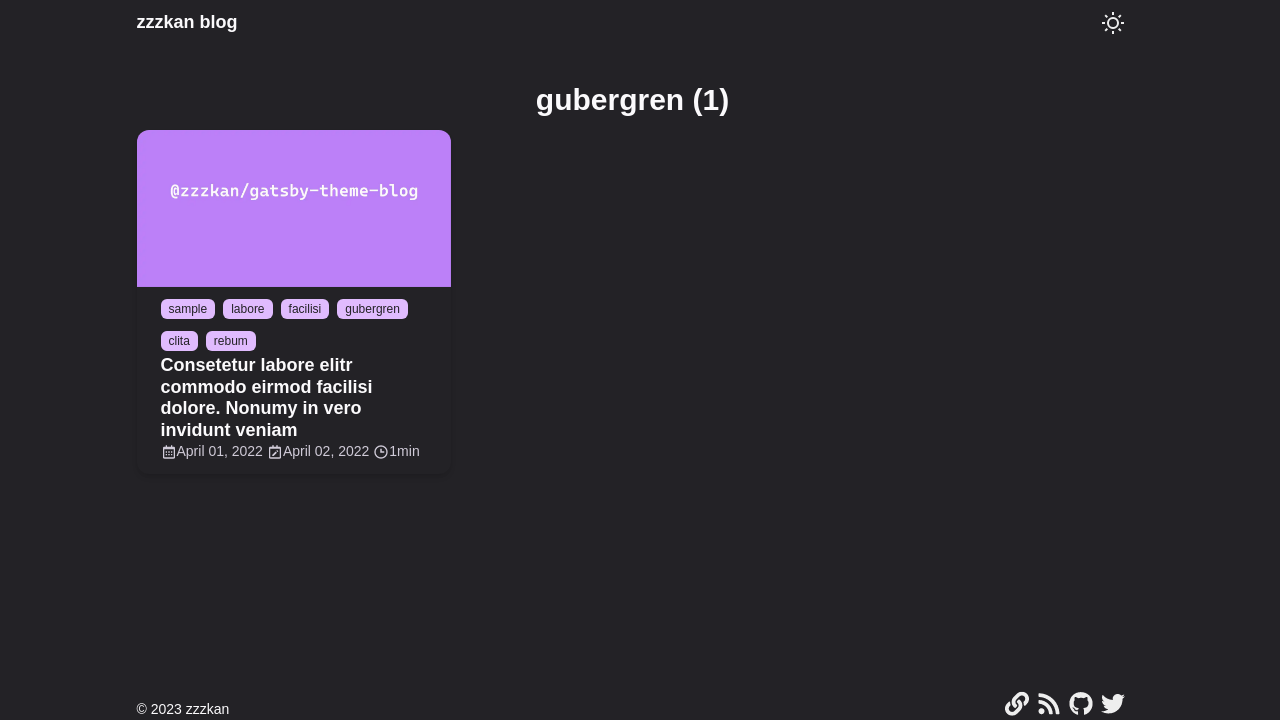 zzzkan blog
gubergren (1)
@zzzkan/gatsby-theme-blog
sample labore facilisi gubergren
clita rebum
Consetetur labore elitr
commodo eirmod facilisi
dolore. Nonumy in vero
invidunt veniam
April 01, 2022 April 02, 2022 1min
© 2023 zzzkan